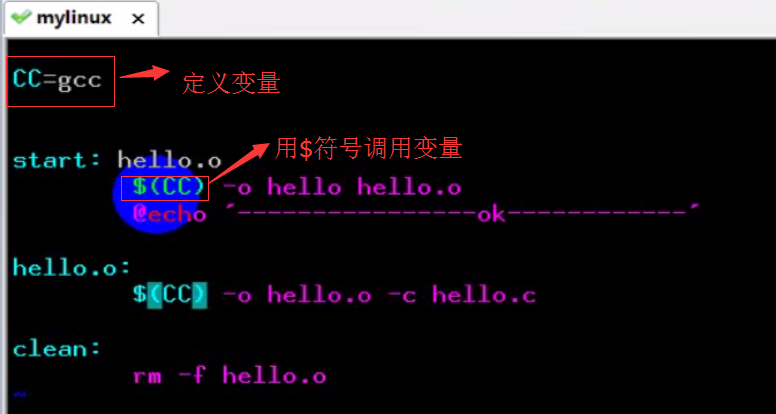 mylinux ×
CC=gcc
定义变量
用$符号调用变量
start: hello.o
$(CC) -o hello hello.o
@echo ´----------------ok------------´
hello.o:
$(CC) -o hello.o -c hello.c
clean:
rm -f hello.o
~